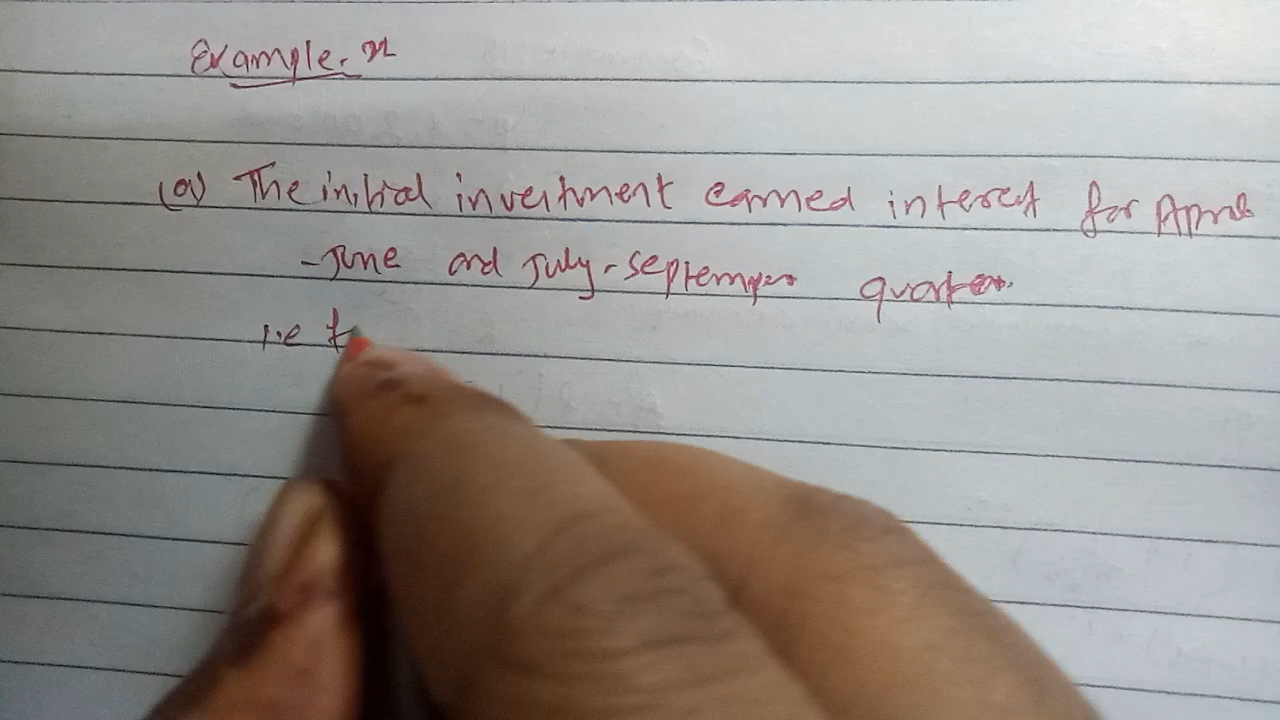 Example:
(a) The initial investment earned interest for April
-June and July-September quarter.
i.e